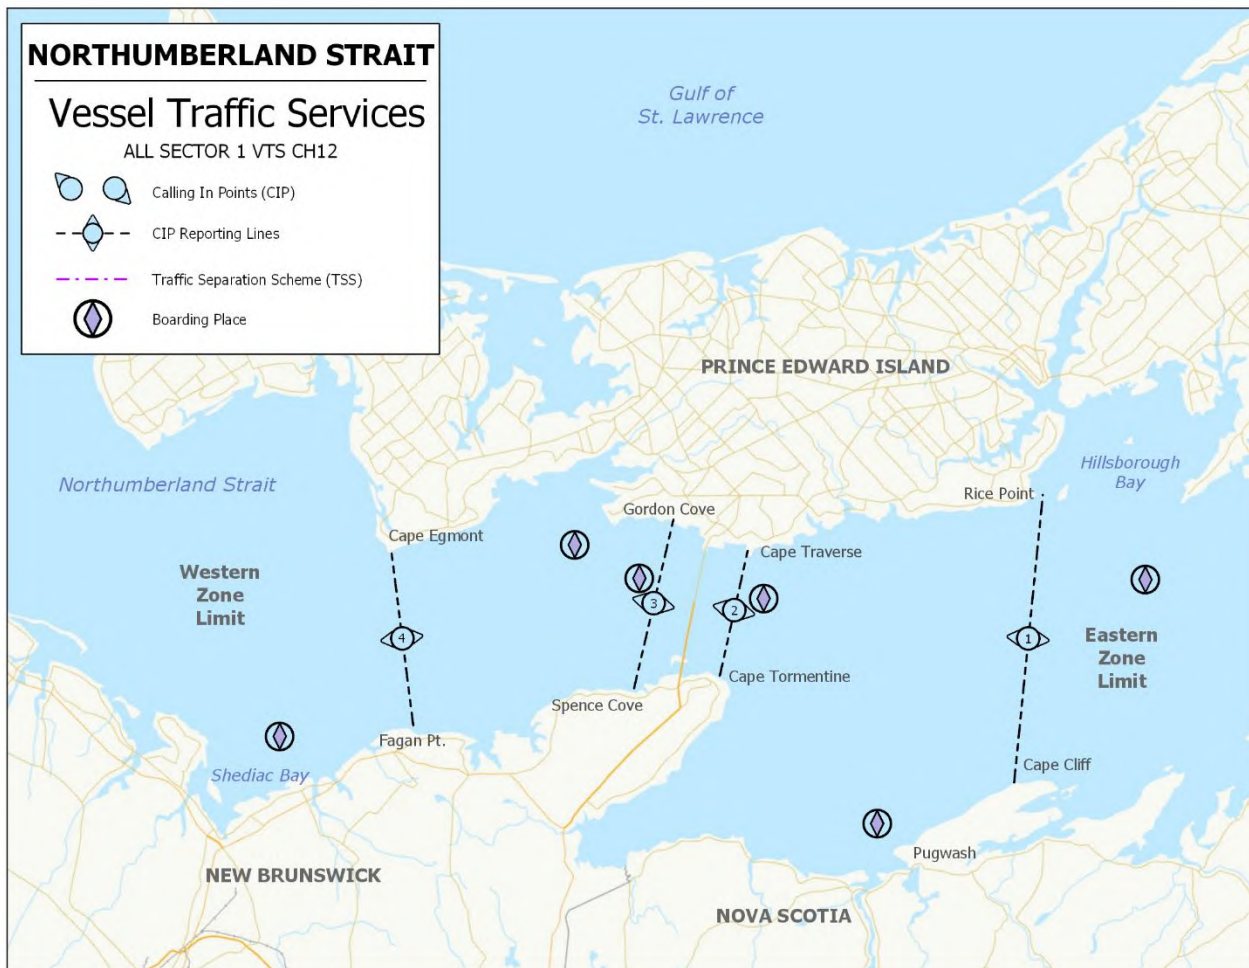 NORTHUMBERLAND STRAIT
Vessel Traffic Services
ALL SECTOR 1 VTS CH12
Calling In Points (CIP)
CIP Reporting Lines
Traffic Separation Scheme (TSS)
Boarding Place
Gulf of
St. Lawrence
PRINCE EDWARD ISLAND
Hillsborough
Bay
Northumberland Strait
Rice Point
Gordon Cove
Cape Egmont
Cape Traverse
Western
Zone
Limit
3
2
4
1
Eastern
Zone
Limit
Cape Tormentine
Spence Cove
Fagan Pt.
Shediac Bay
Cape Cliff
Pugwash
NEW BRUNSWICK
NOVA SCOTIA